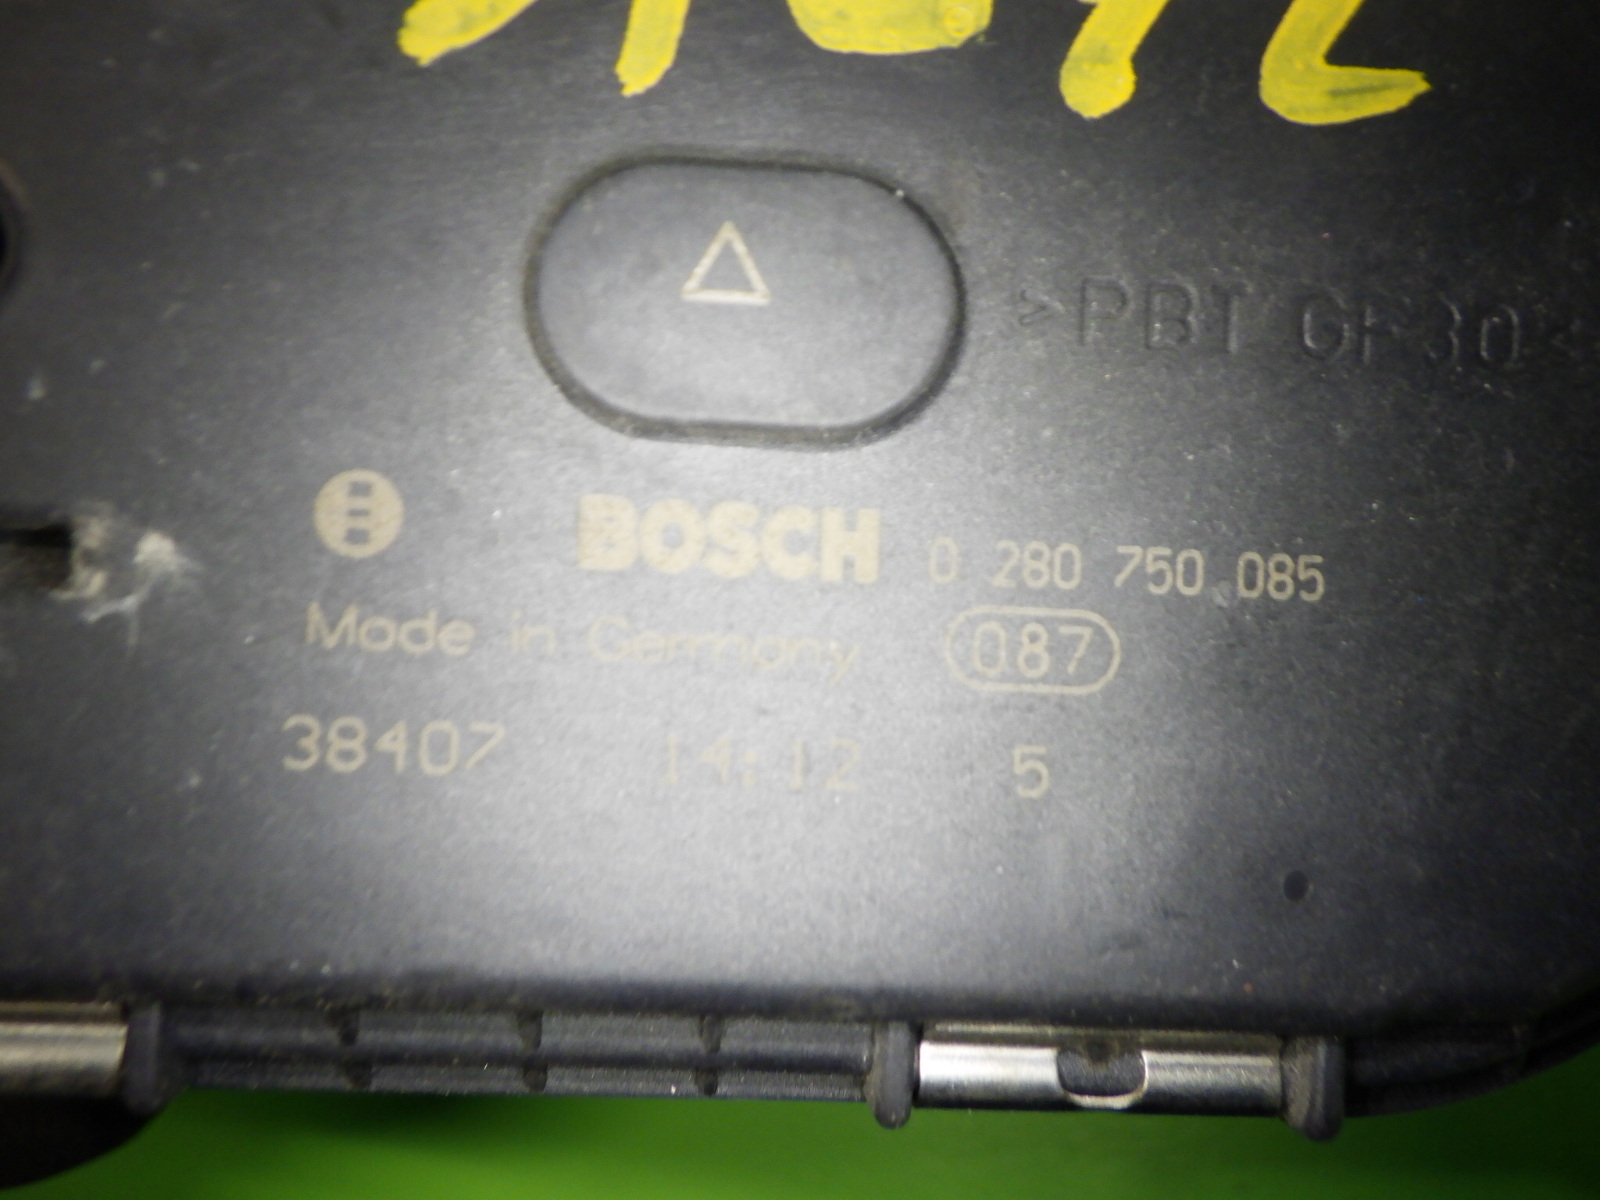 >PBT GF30<
BOSCH 0 280 750 085
Made in Germany 087
38407 14:12 5